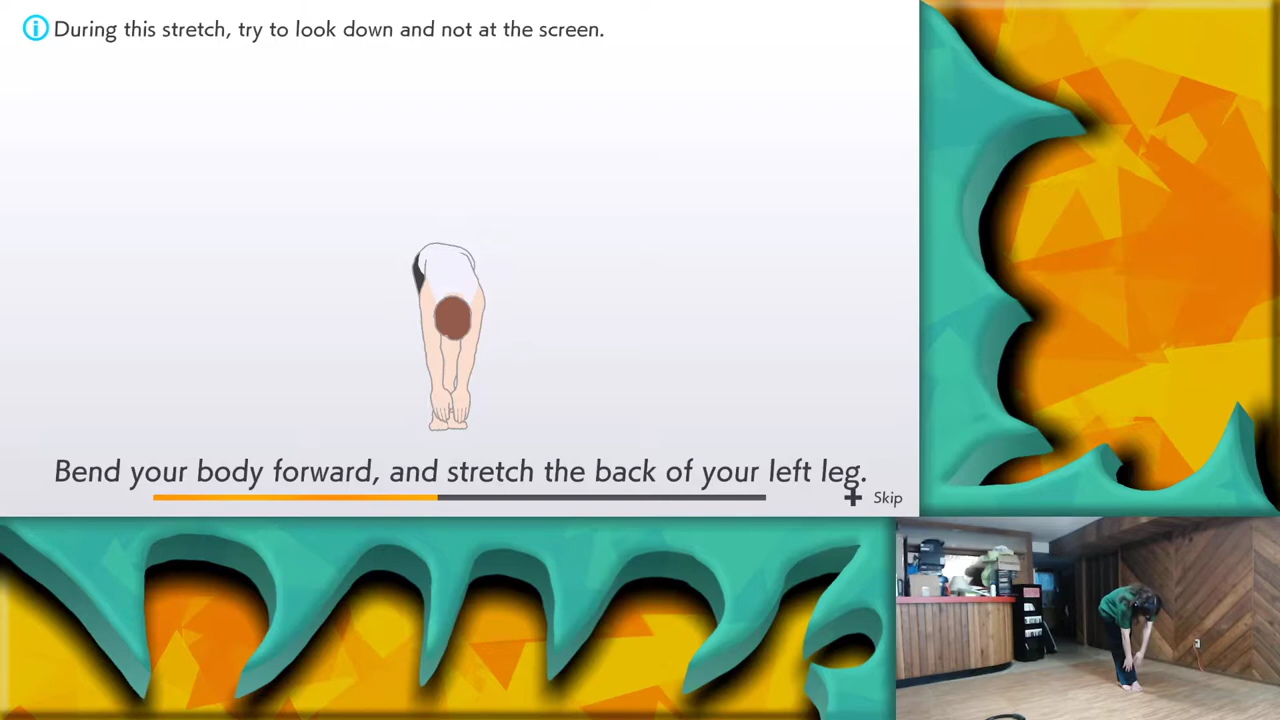 During this stretch, try to look down and not at the screen.
Bend your body forward, and stretch the back of your left leg.
Skip